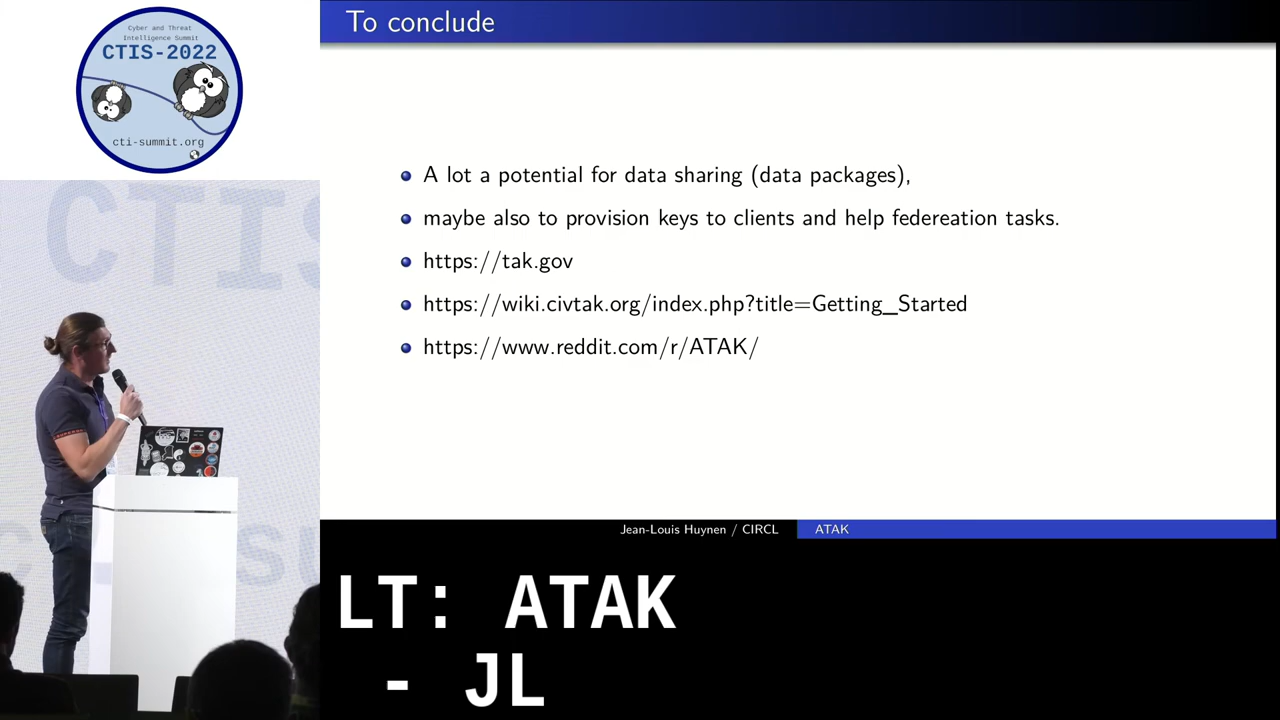 Cyber and Threat
Intelligence Summit
CTIS-2022
cti-summit.org
CTIS
To conclude
A lot a potential for data sharing (data packages),
maybe also to provision keys to clients and help federeation tasks.
https://tak.gov
https://wiki.civtak.org/index.php?title=Getting_Started
https://www.reddit.com/r/ATAK/
Jean-Louis Huynen / CIRCL
ATAK
LT: ATAK
- JL